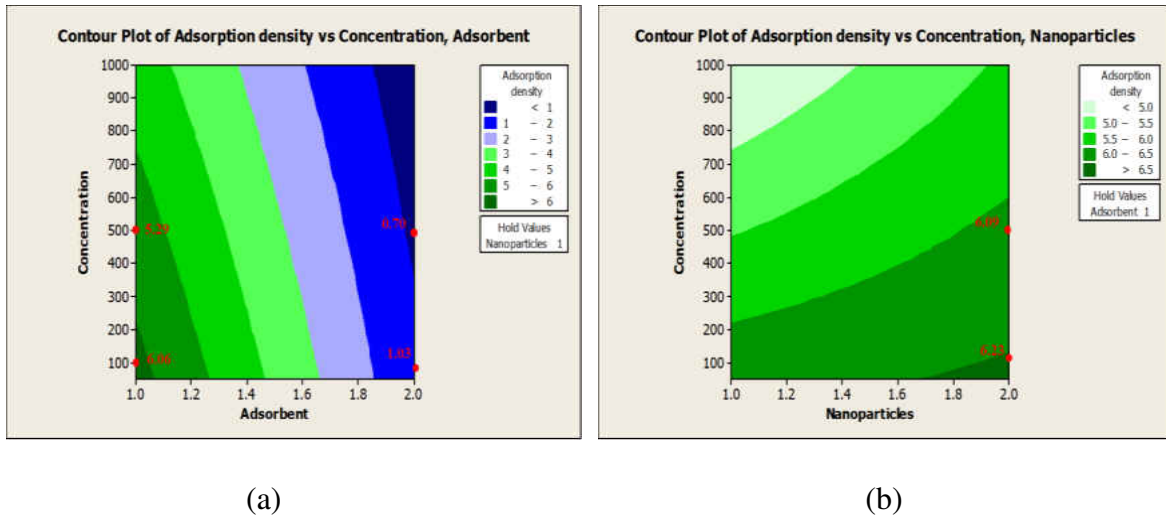 Contour Plot of Adsorption density vs Concentration, Adsorbent
Concentration
1000
900
800
700
600
500
400
300
200
100
5.29
0.70
1.03
1.0 1.2 1.4 1.6 1.8 2.0
Adsorbent
Adsorption
density
< 1
1 – 2
2 – 3
3 – 4
4 – 5
5 – 6
> 6
Hold Values
Nanoparticles 1
(a)
Contour Plot of Adsorption density vs Concentration, Nanoparticles
Concentration
1000
900
800
700
600
500
400
300
200
100
6.09
6.23
1.0 1.2 1.4 1.6 1.8 2.0
Nanoparticles
Adsorption
density
< 5.0
5.0 – 5.5
5.5 – 6.0
6.0 – 6.5
> 6.5
Hold Values
Adsorbent 1
(b)